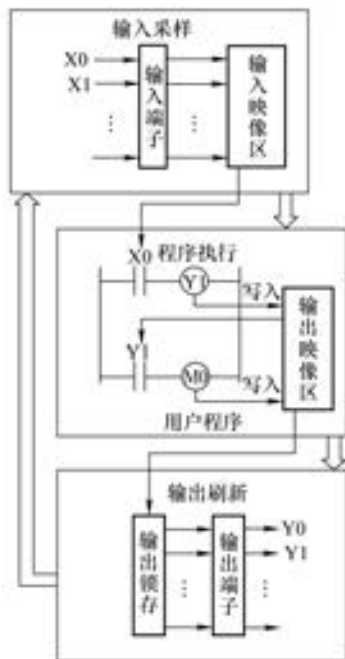 输入采样
X0
X1
输入端子
输入映像区
⋮
⋮
程序执行
X0
Y1
写入
Y1
M0
写入
输出映像区
用户程序
输出刷新
输出锁存
输出端子
Y0
Y1
⋮
⋮
⋮